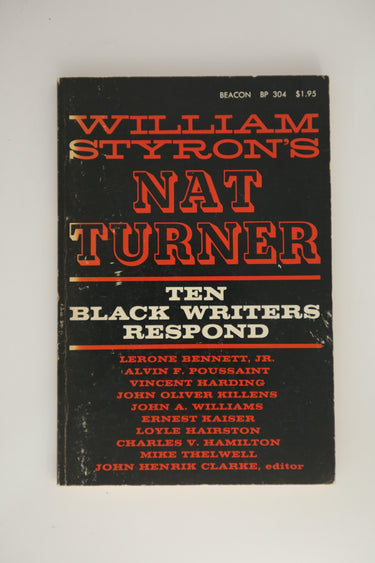 BEACON BP 304 $1.95
WILLIAM
STYRON'S
NAT
TURNER
TEN
BLACK WRITERS
RESPOND
LERONE BENNETT, JR.
ALVIN F. POUSSAINT
VINCENT HARDING
JOHN OLIVER KILLENS
JOHN A. WILLIAMS
ERNEST KAISER
LOYLE HAIRSTON
CHARLES V. HAMILTON
MIKE THELWELL
JOHN HENRIK CLARKE, editor